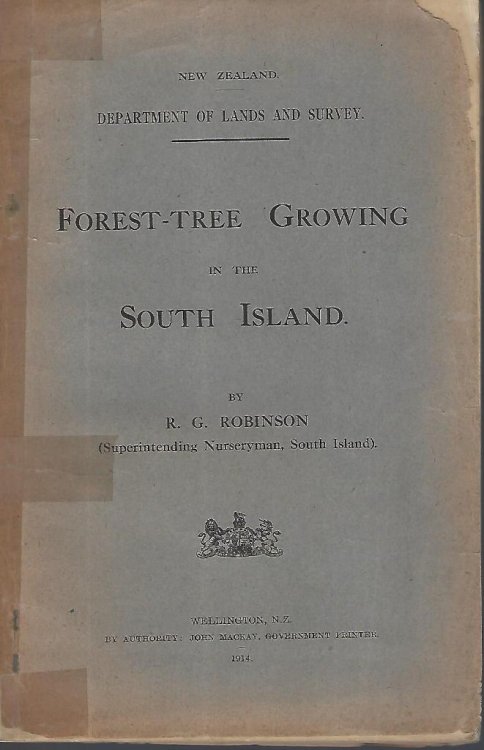 NEW ZEALAND.
DEPARTMENT OF LANDS AND SURVEY.
FOREST-TREE GROWING
IN THE
SOUTH ISLAND.
BY
R. G. ROBINSON
(Superintending Nurseryman, South Island).
WELLINGTON, N.Z.
BY AUTHORITY: JOHN MACKAY, GOVERNMENT PRINTER.
1914.